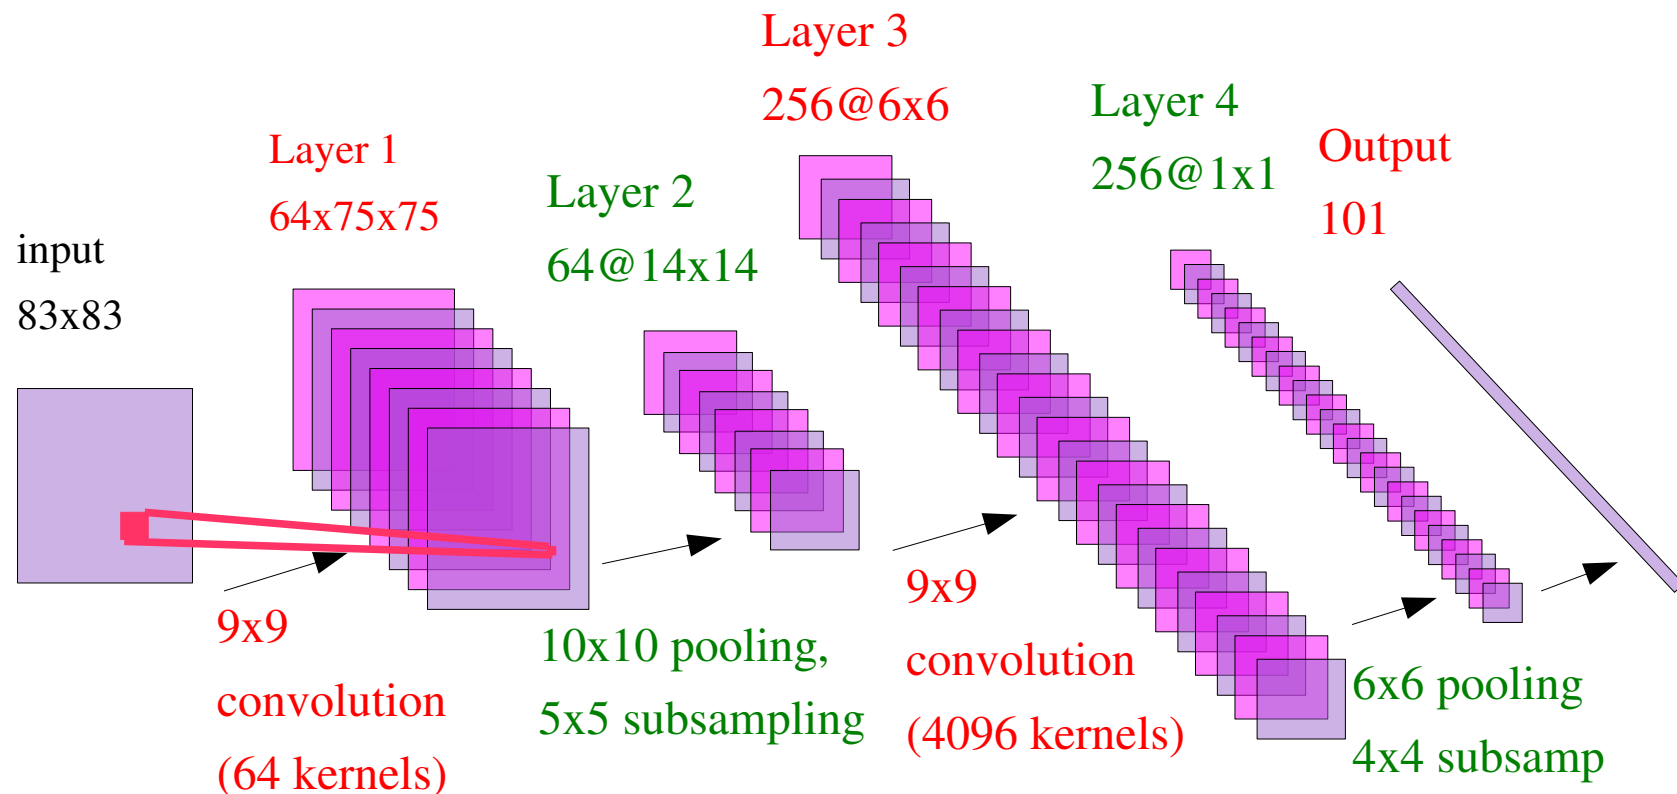 input
83x83
Layer 1
64x75x75
9x9
convolution
(64 kernels)
Layer 2
64@14x14
10x10 pooling,
5x5 subsampling
Layer 3
256@6x6
9x9
convolution
(4096 kernels)
Layer 4
256@1x1
6x6 pooling
4x4 subsamp
Output
101